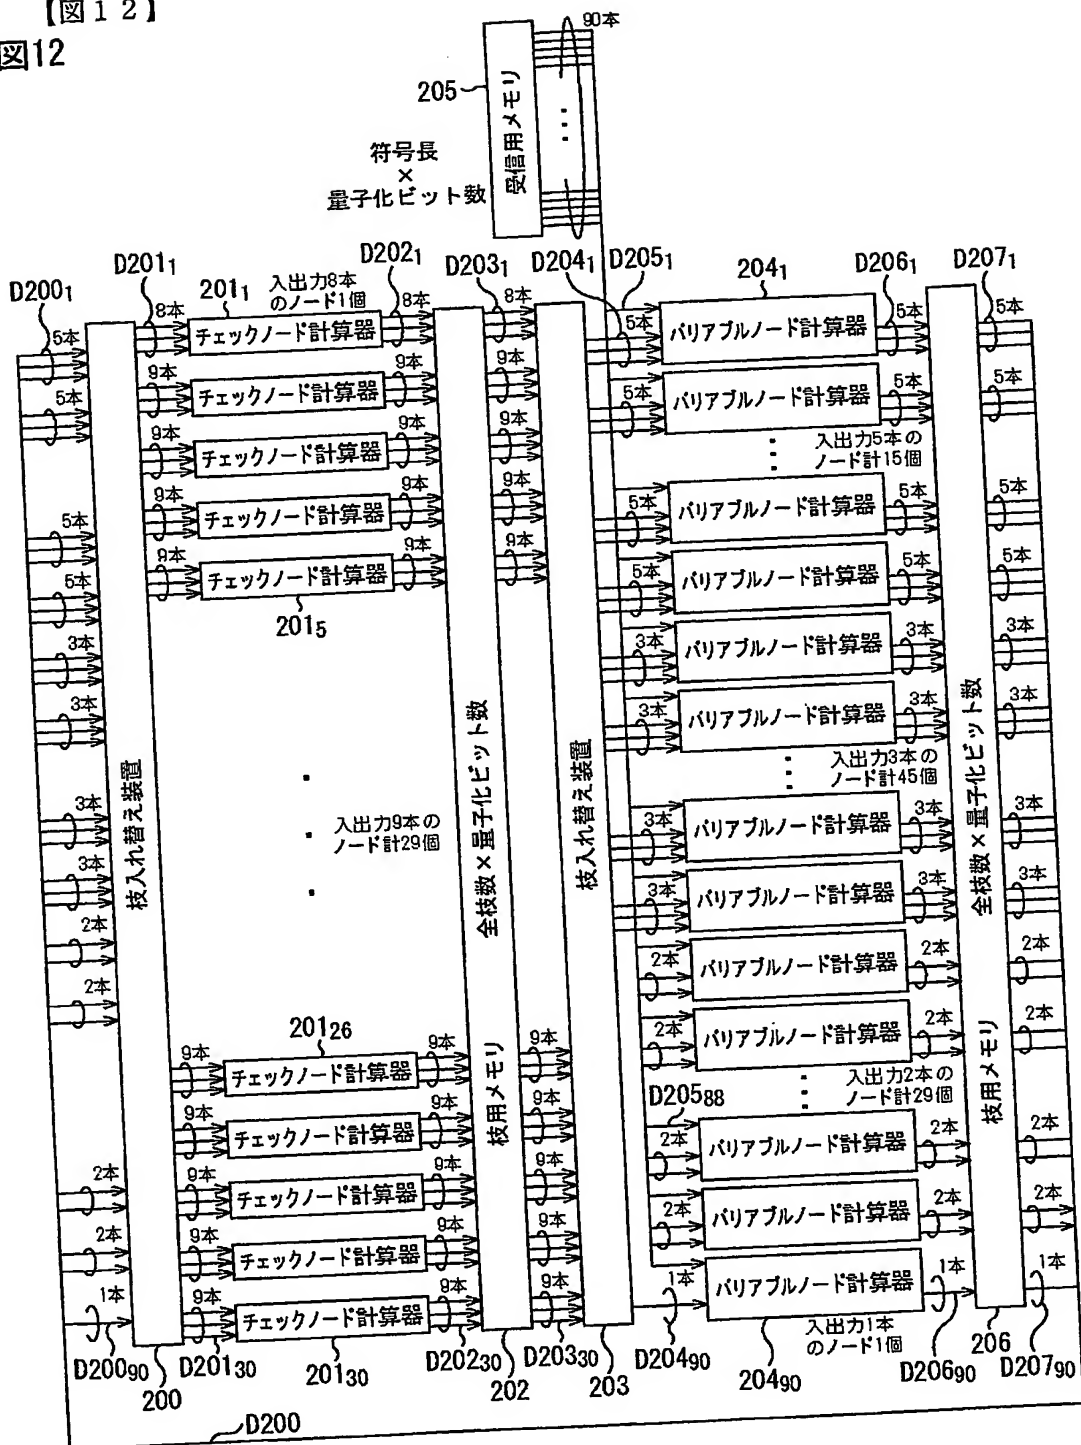 【図１２】
図12
90本
205
受信用メモリ
符号長
×
量子化ビット数
D200₁
D201₁
201₁
入出力8本
のノード1個
D202₁
D203₁
D204₁
D205₁
204₁
D206₁
D207₁
5本
8本
チェックノード計算器
8本
8本
5本
バリアブルノード計算器
5本
5本
5本
9本
チェックノード計算器
9本
9本
5本
バリアブルノード計算器
5本
5本
入出力5本の
ノード計15個
9本
チェックノード計算器
9本
9本
5本
9本
チェックノード計算器
9本
9本
5本
バリアブルノード計算器
5本
5本
5本
9本
チェックノード計算器
9本
9本
5本
バリアブルノード計算器
5本
5本
201₅
3本
3本
バリアブルノード計算器
3本
3本
3本
3本
バリアブルノード計算器
3本
3本
入出力3本の
ノード計45個
枝入れ替え装置
入出力9本の
ノード計29個
全枝数×量子化ビット数
枝用メモリ
枝入れ替え装置
全枝数×量子化ビット数
枝用メモリ
3本
3本
バリアブルノード計算器
3本
3本
3本
3本
バリアブルノード計算器
3本
3本
2本
2本
バリアブルノード計算器
2本
2本
2本
2本
バリアブルノード計算器
2本
2本
入出力2本の
ノード計29個
201₂₆
9本
チェックノード計算器
9本
9本
D205₈₈
9本
チェックノード計算器
9本
9本
2本
バリアブルノード計算器
2本
2本
2本
9本
チェックノード計算器
9本
9本
2本
バリアブルノード計算器
2本
2本
2本
9本
チェックノード計算器
9本
9本
1本
9本
チェックノード計算器
9本
9本
1本
バリアブルノード計算器
1本
1本
入出力1本
のノード1個
D200₉₀
200
D201₃₀
201₃₀
D202₃₀
202
D203₃₀
203
D204₉₀
204₉₀
D206₉₀
206
D207₉₀
D200